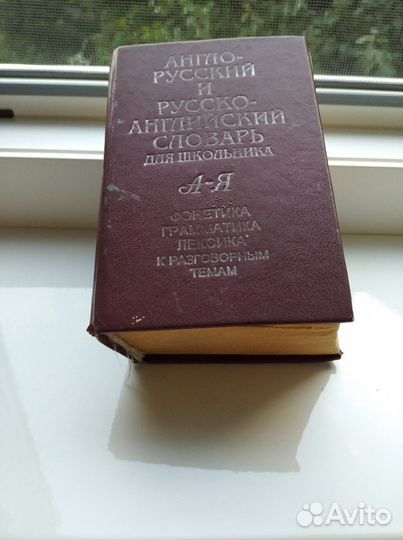 АНГЛО-
РУССКИЙ И
РУССКО-
АНГЛИЙСКИЙ
СЛОВАРЬ
ДЛЯ ШКОЛЬНИКА
А-Я
ФОНЕТИКА
ГРАММАТИКА
ЛЕКСИКА
К РАЗГОВОРНЫМ
ТЕМАМ
Avito